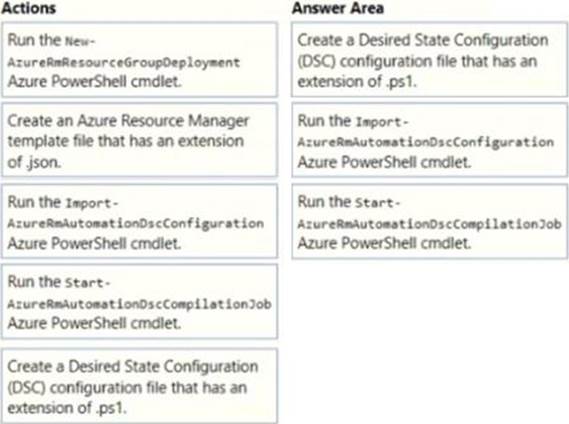 Actions
Run the New-
AzureRmResourceGroupDeployment
Azure PowerShell cmdlet.
Create an Azure Resource Manager
template file that has an extension
of .json.
Run the Import-
AzureRmAutomationDscConfiguration
Azure PowerShell cmdlet.
Run the Start-
AzureRmAutomationDscCompilationJob
Azure PowerShell cmdlet.
Create a Desired State Configuration
(DSC) configuration file that has an
extension of .ps1.
Answer Area
Create a Desired State Configuration
(DSC) configuration file that has an
extension of .ps1.
Run the Import-
AzureRmAutomationDscConfiguration
Azure PowerShell cmdlet.
Run the Start-
AzureRmAutomationDscCompilationJob
Azure PowerShell cmdlet.